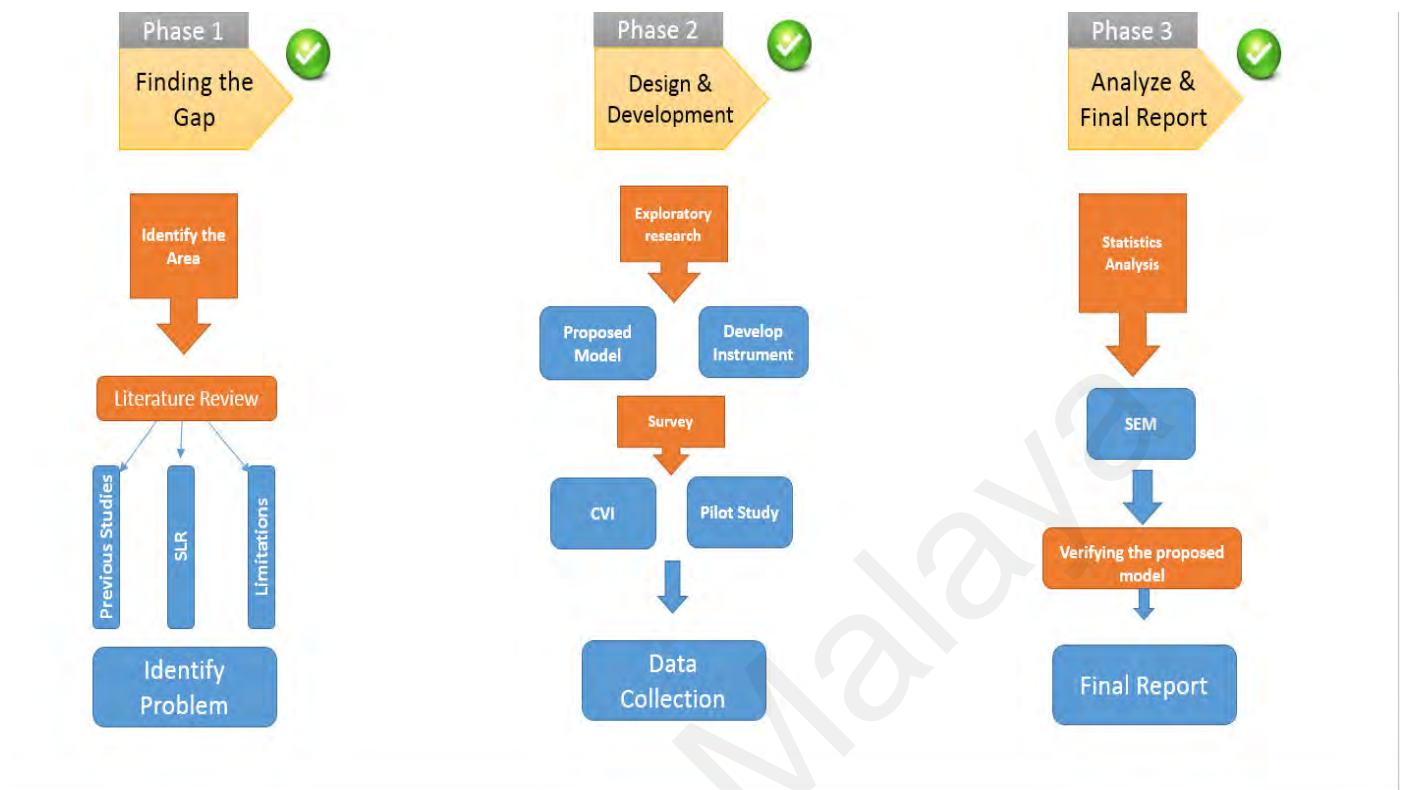 Phase 1
Finding the
Gap
Identify the
Area
Literature Review
Previous Studies
SLR
Limitations
Identify
Problem
Phase 2
Design &
Development
Exploratory
research
Proposed
Model
Develop
Instrument
Survey
CVI
Pilot Study
Data
Collection
Phase 3
Analyze &
Final Report
Statistics
Analysis
SEM
Verifying the proposed
model
Final Report
Malaya